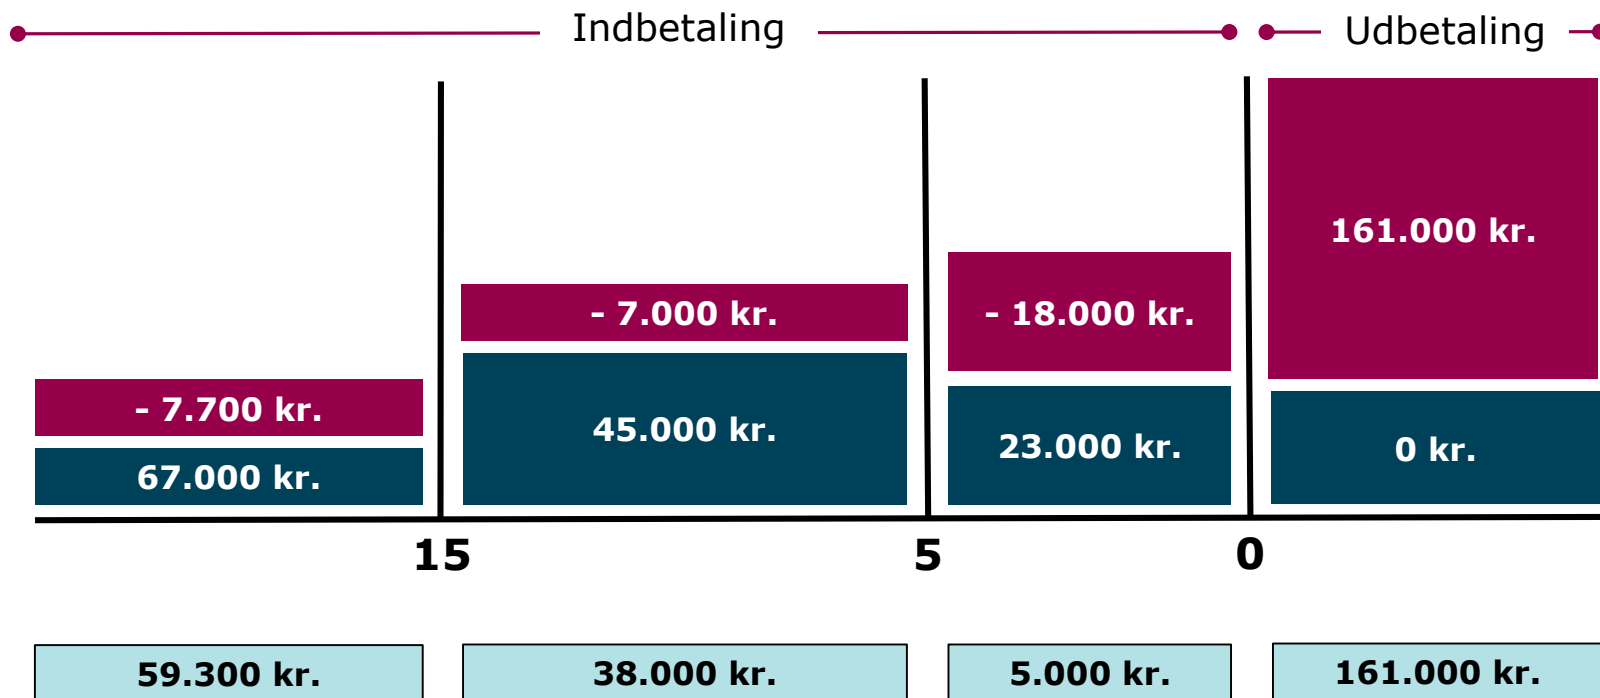 Indbetaling
Udbetaling
161.000 kr.
- 7.000 kr.
- 18.000 kr.
- 7.700 kr.
45.000 kr.
23.000 kr.
0 kr.
67.000 kr.
15
5
0
59.300 kr.
38.000 kr.
5.000 kr.
161.000 kr.